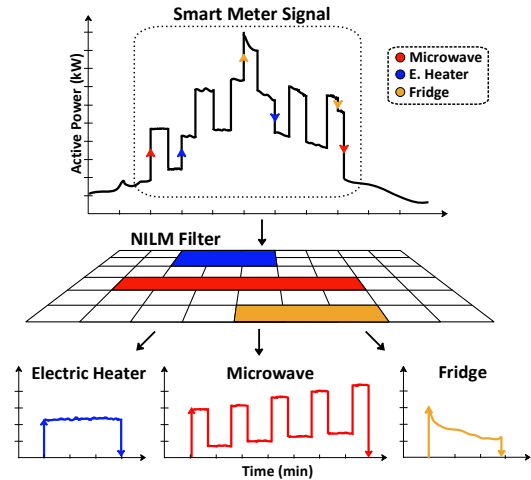 Smart Meter Signal
Active Power (kW)
Microwave
E. Heater
Fridge
NILM Filter
Electric Heater
Microwave
Fridge
Time (min)